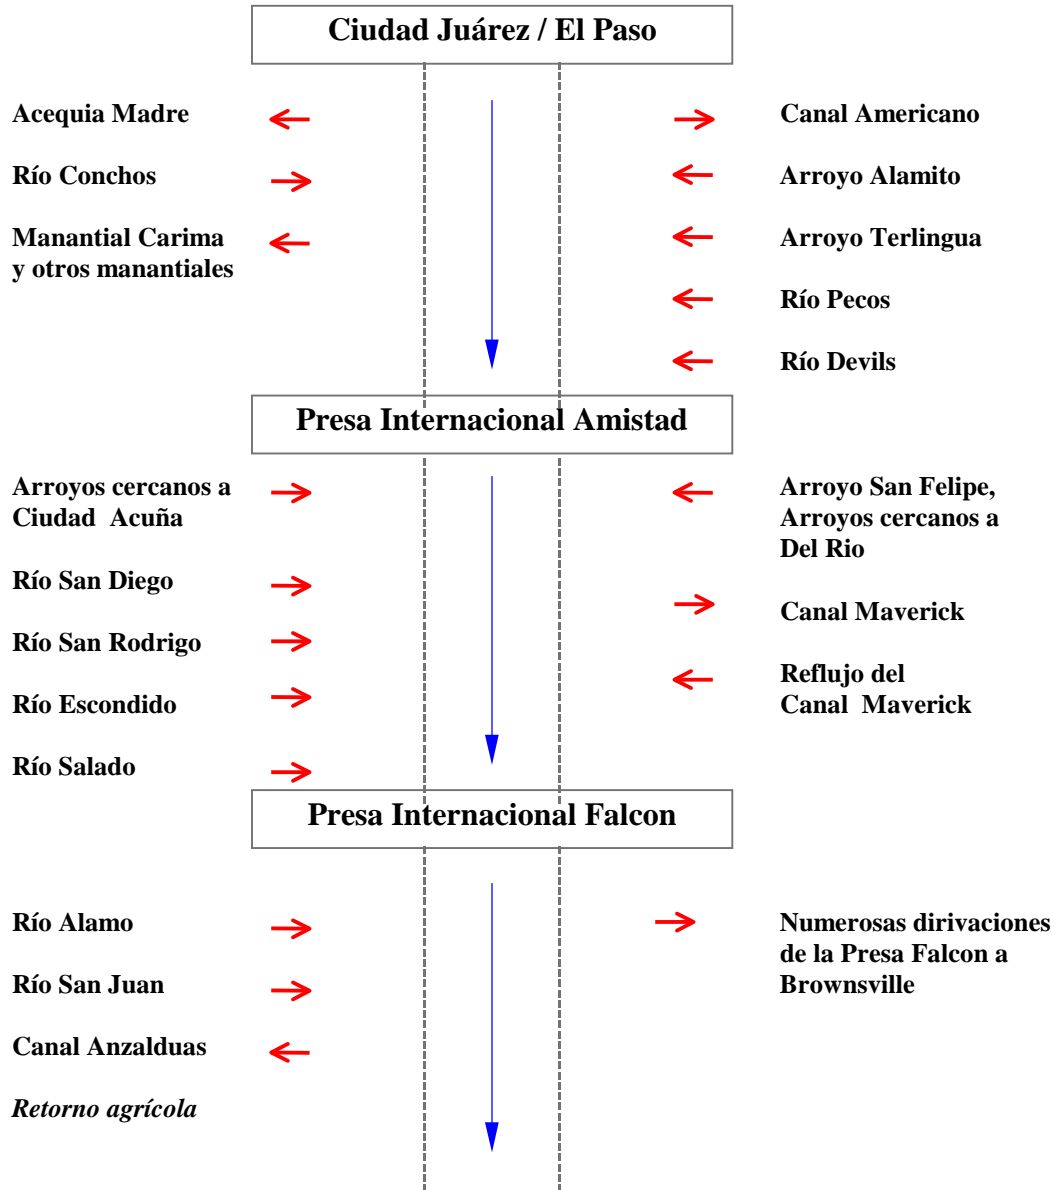 Ciudad Juárez / El Paso
Acequia Madre
Río Conchos
Manantial Carima
y otros manantiales
Canal Americano
Arroyo Alamito
Arroyo Terlingua
Río Pecos
Río Devils
Presa Internacional Amistad
Arroyos cercanos a
Ciudad Acuña
Río San Diego
Río San Rodrigo
Río Escondido
Río Salado
Arroyo San Felipe,
Arroyos cercanos a
Del Rio
Canal Maverick
Reflujo del
Canal Maverick
Presa Internacional Falcon
Río Alamo
Río San Juan
Canal Anzalduas
Retorno agrícola
Numerosas dirivaciones
de la Presa Falcon a
Brownsville